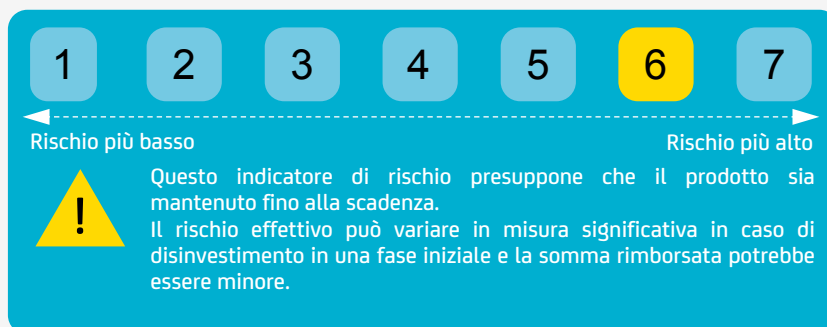 1 2 3 4 5 6 7
Rischio più basso Rischio più alto
!
Questo indicatore di rischio presuppone che il prodotto sia
mantenuto fino alla scadenza.
Il rischio effettivo può variare in misura significativa in caso di
disinvestimento in una fase iniziale e la somma rimborsata potrebbe
essere minore.